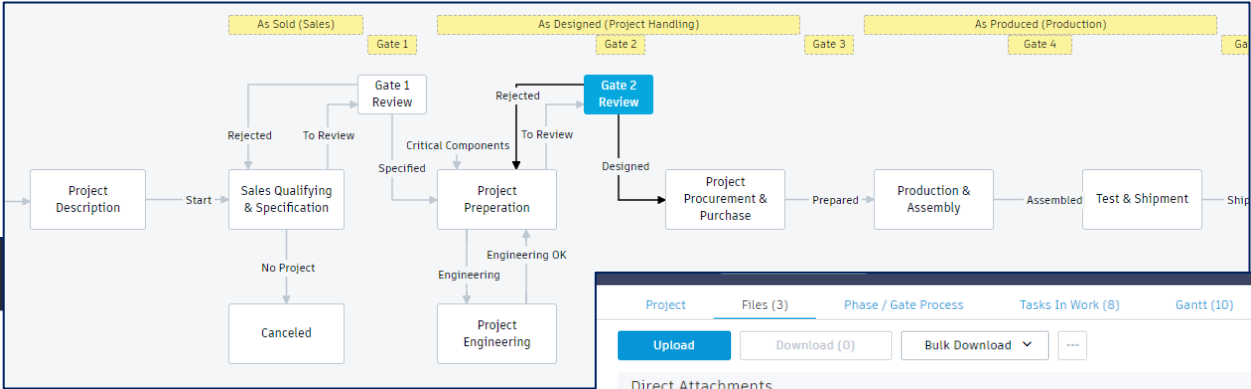 As Sold (Sales)
As Designed (Project Handling)
As Produced (Production)
Gate 1
Gate 2
Gate 3
Gate 4
Ga
Gate 1
Review
Gate 2
Review
Rejected
Rejected
To Review
To Review
Critical Components
Specified
Designed
Project
Description
Start
Sales Qualifying
& Specification
Project
Preperation
Project
Procurement &
Purchase
Prepared
Production &
Assembly
Assembled
Test & Shipment
Ship
No Project
Engineering
Engineering OK
Canceled
Project
Engineering
Project
Files (3)
Phase / Gate Process
Tasks In Work (8)
Gantt (10)
Upload
Download (0)
Bulk Download
Direct Attachments